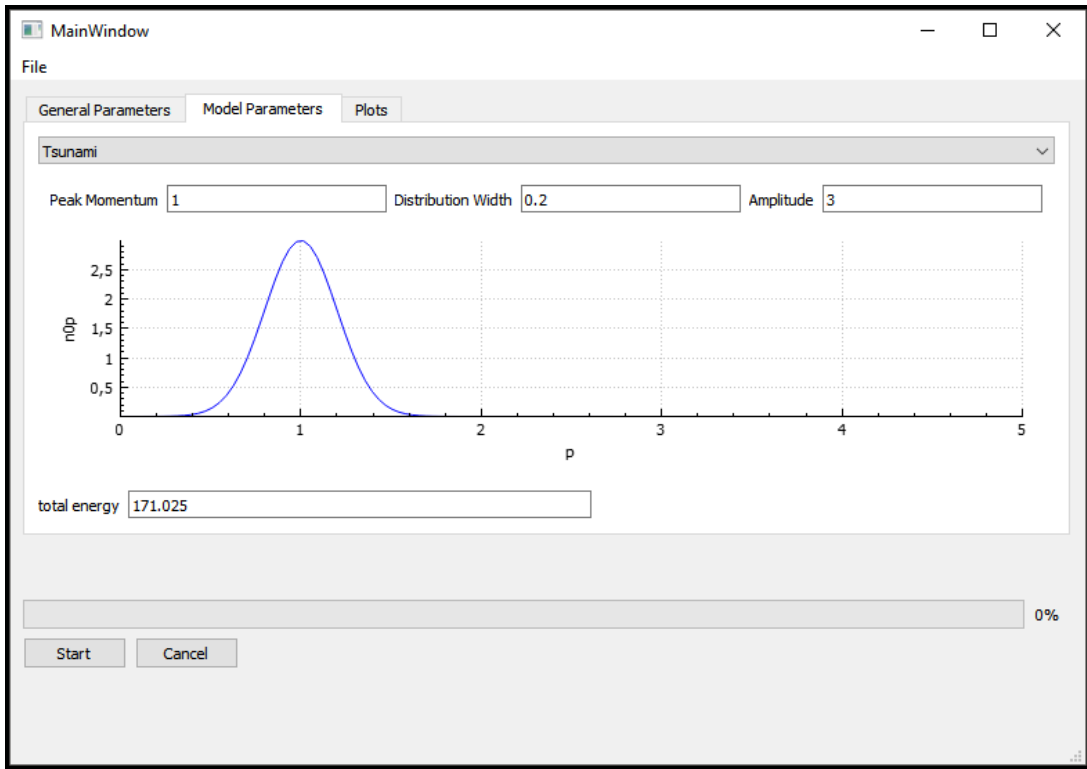 MainWindow
File
General Parameters Model Parameters Plots
Tsunami
Peak Momentum 1 Distribution Width 0.2 Amplitude 3
2,5
2
1,5
1
0,5
n0p
0 1 2 3 4 5
p
total energy 171.025
0%
Start Cancel